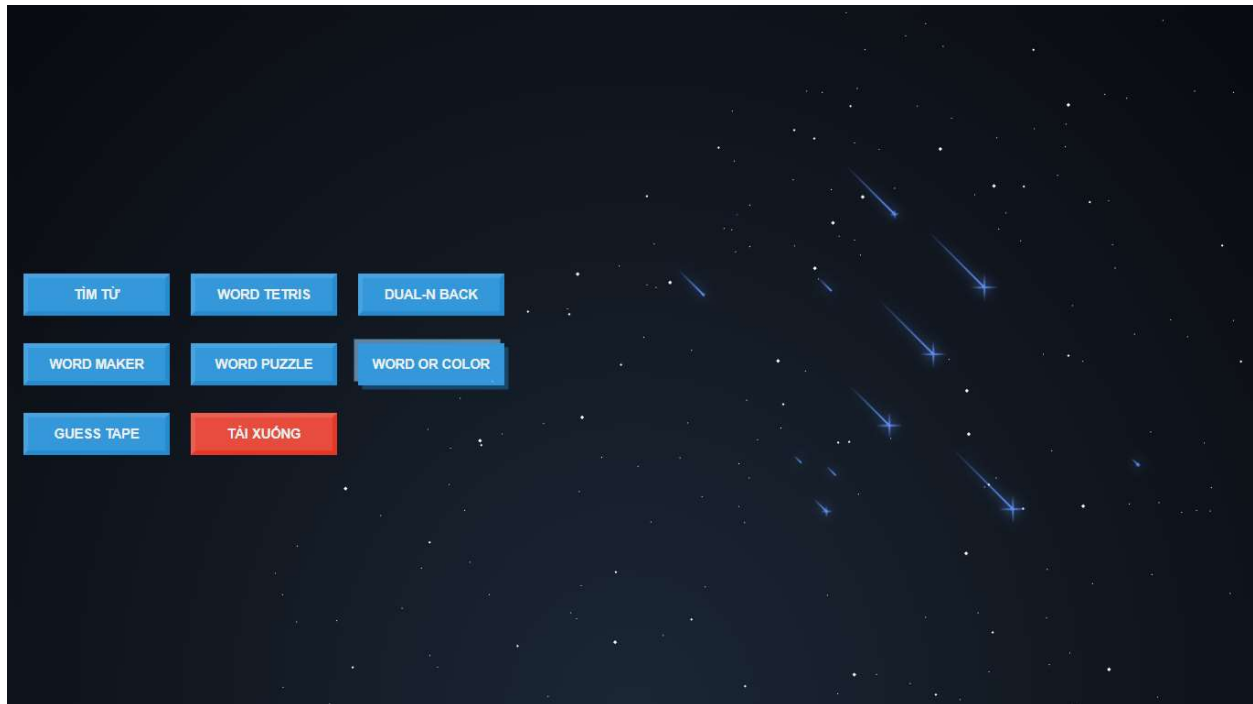 TÌM TỪ
WORD TETRIS
DUAL-N BACK
WORD MAKER
WORD PUZZLE
WORD OR COLOR
GUESS TAPE
TẢI XUỐNG